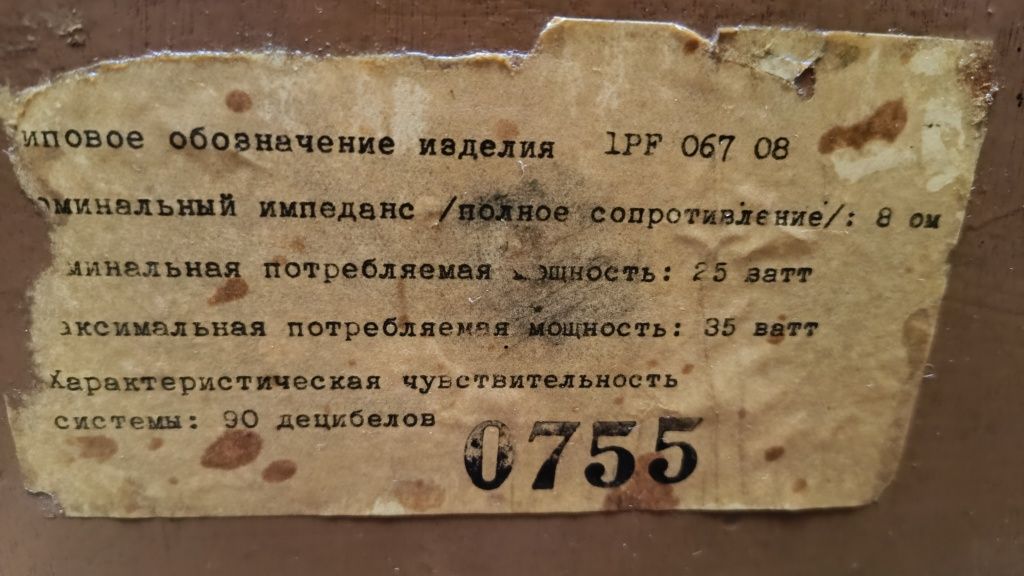 иповое обозначение изделия 1PF 067 08
оминальный импеданс /полное сопротивление/: 8 ом
минальная потребляемая мощность: 25 ватт
аксимальная потребляемая мощность: 35 ватт
Характеристическая чувствительность
системы: 90 децибелов
0755